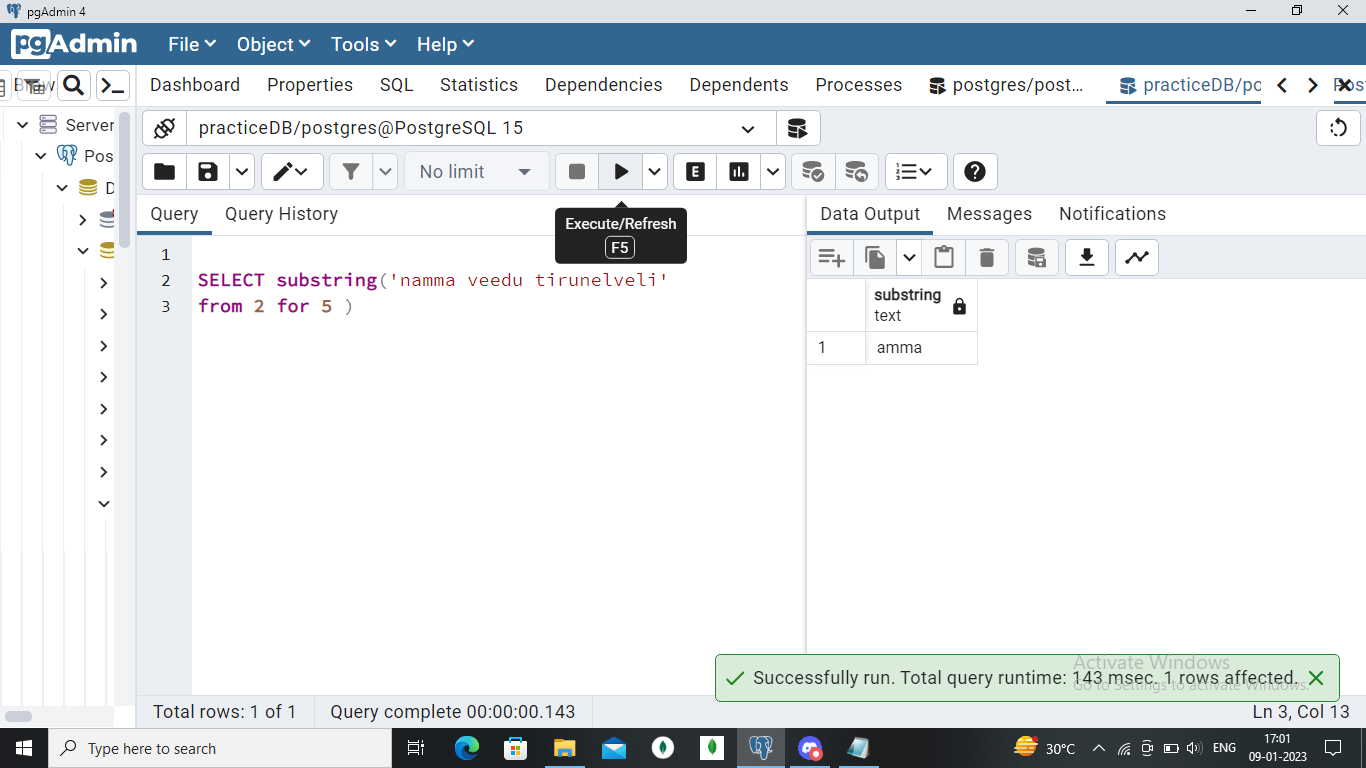 pgAdmin 4
pgAdmin File Object Tools Help
Dashboard Properties SQL Statistics Dependencies Dependents Processes postgres/post... practiceDB/po
Server
practiceDB/postgres@PostgreSQL 15
Pos
No limit
D
Query Query History
Execute/Refresh
F5
Data Output Messages Notifications
1
2 SELECT substring('namma veedu tirunelveli'
3 from 2 for 5 )
substring
text
1 amma
Activate Windows
Go to Settings to activate Windows.
Successfully run. Total query runtime: 143 msec. 1 rows affected.
Total rows: 1 of 1 Query complete 00:00:00.143 Ln 3, Col 13
Type here to search
30°C ENG 17:01
09-01-2023